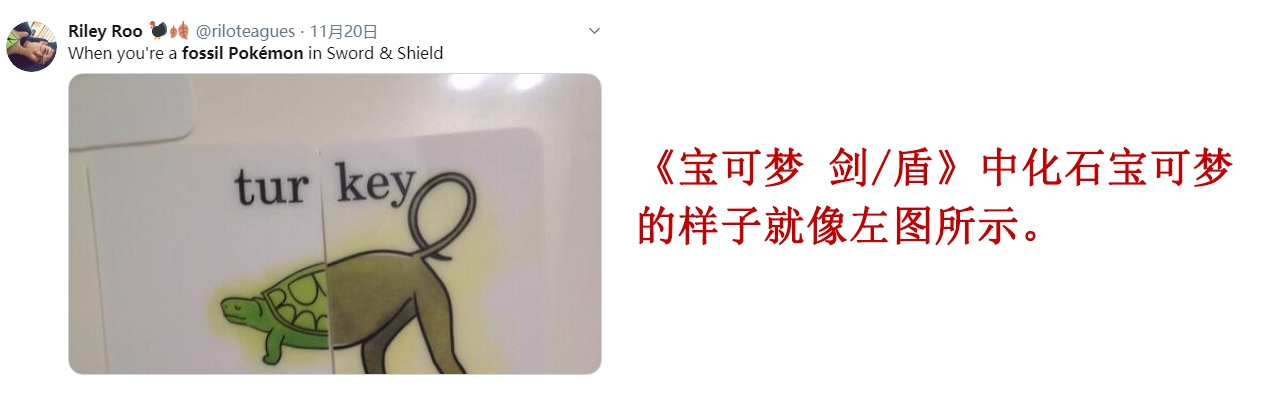 Riley Roo @riloteagues · 11月20日
When you're a fossil Pokémon in Sword & Shield
tur key
《宝可梦 剑/盾》中化石宝可梦
的样子就像左图所示。